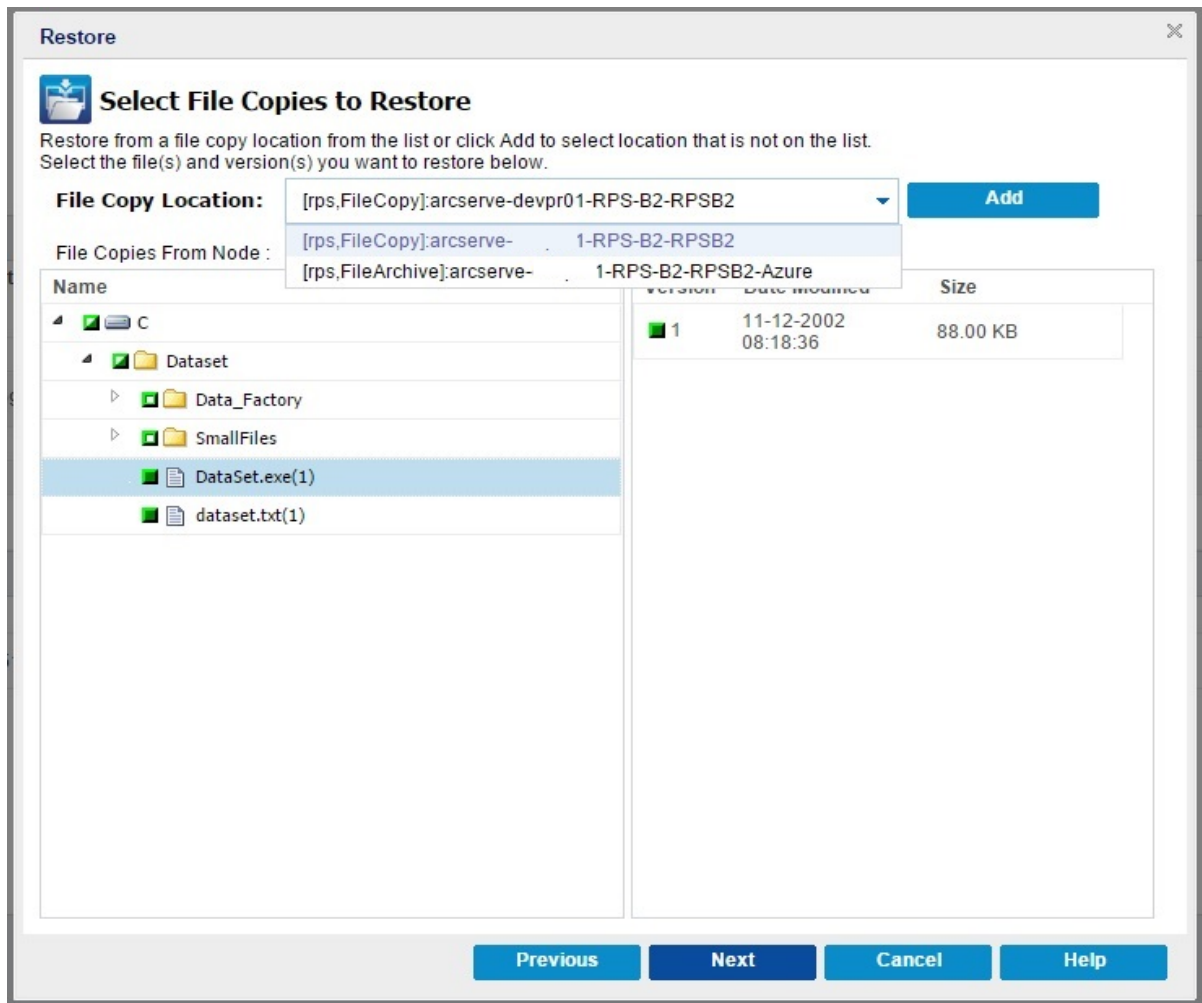 Restore
Select File Copies to Restore
Restore from a file copy location from the list or click Add to select location that is not on the list.
Select the file(s) and version(s) you want to restore below.
File Copy Location: [rps,FileCopy]:arcserve-devpr01-RPS-B2-RPSB2 Add
[rps,FileCopy]:arcserve- . 1-RPS-B2-RPSB2
File Copies From Node :
[rps,FileArchive]:arcserve- . 1-RPS-B2-RPSB2-Azure
Name Version Date Modified Size
C
1 11-12-2002 08:18:36 88.00 KB
Dataset
Data_Factory
SmallFiles
DataSet.exe(1)
dataset.txt(1)
Previous Next Cancel Help